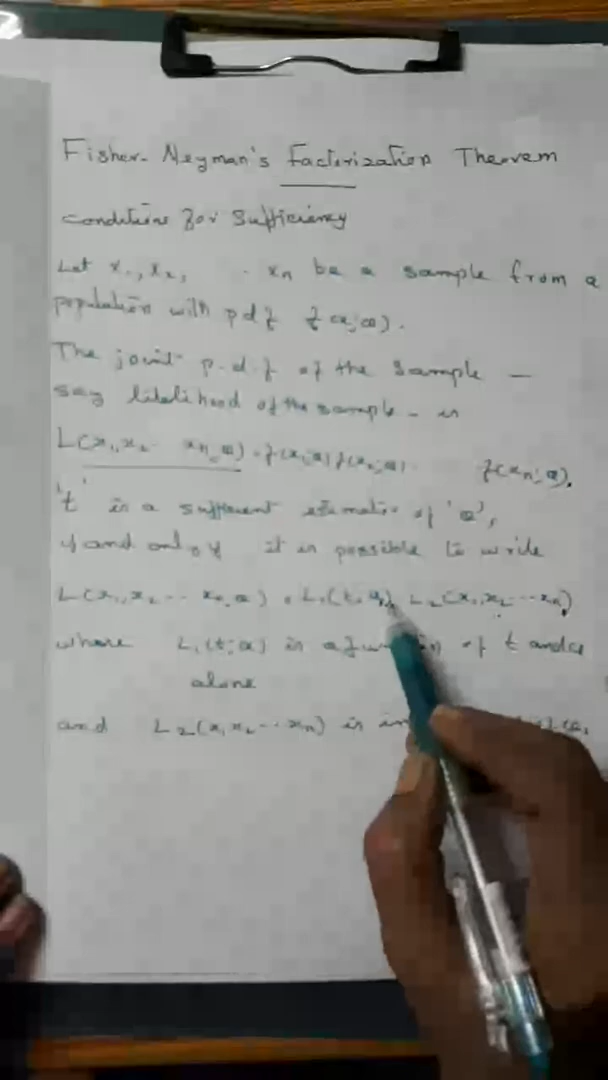 Fisher-Neyman's Factorization Theorem
Conditions for Sufficiency
Let x1, x2, . xn be a sample from a
population with pdf f(x;θ).
The joint p.d.f of the sample —
say likelihood of the sample - is
L(x1, x2 - xn, θ) = f(x1;θ) f(x2;θ). f(xn;θ).
't' is a sufficient estimator of 'θ',
if and only if it is possible to write
L(x1, x2 ... xn, θ) = L1(t, θ) L2(x1, x2 ... xn)
where L1(t;θ) is a of t and θ
alone
and L2(x1 x2 ... xn) is